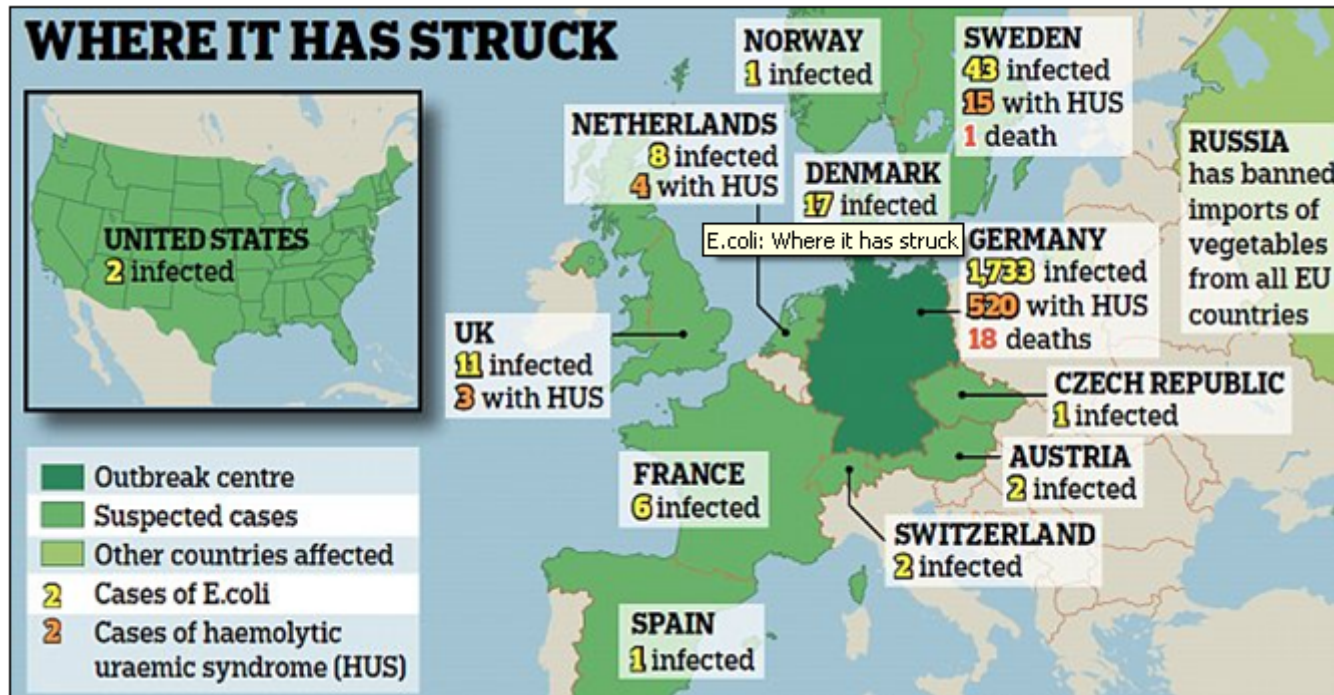 WHERE IT HAS STRUCK
UNITED STATES
2 infected
NORWAY
1 infected
SWEDEN
43 infected
15 with HUS
1 death
NETHERLANDS
8 infected
4 with HUS
DENMARK
17 infected
E.coli: Where it has struck
RUSSIA
has banned
imports of
vegetables
from all EU
countries
GERMANY
1,733 infected
520 with HUS
18 deaths
UK
11 infected
3 with HUS
CZECH REPUBLIC
1 infected
FRANCE
6 infected
AUSTRIA
2 infected
SWITZERLAND
2 infected
SPAIN
1 infected
Outbreak centre
Suspected cases
Other countries affected
2 Cases of E.coli
2 Cases of haemolytic
uraemic syndrome (HUS)